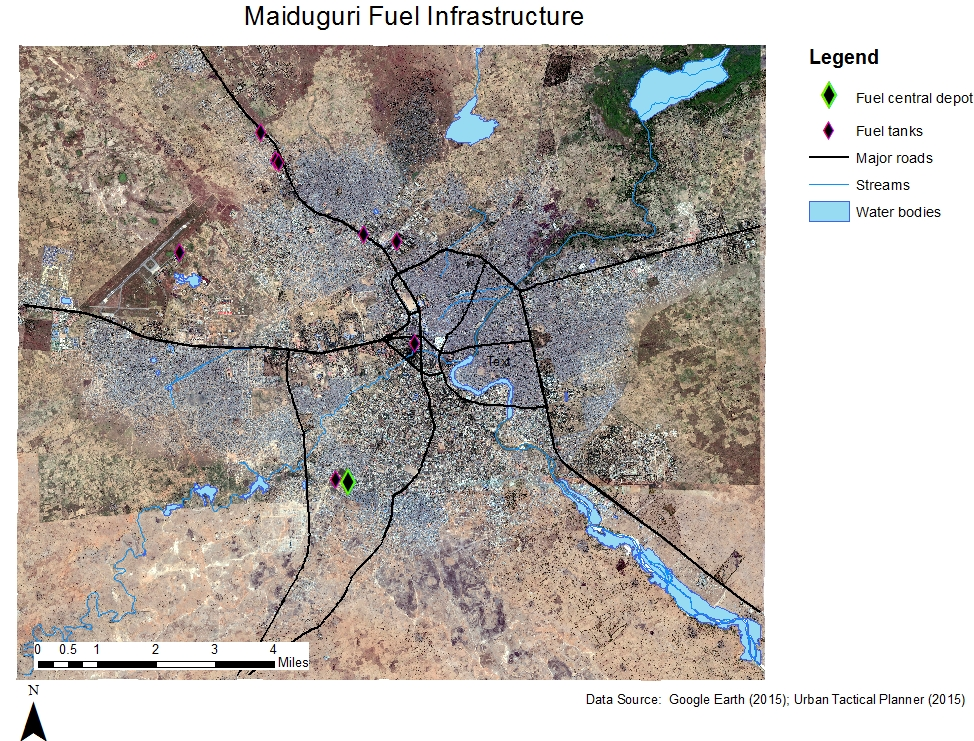 Maiduguri Fuel Infrastructure
Legend
Fuel central depot
Fuel tanks
Major roads
Streams
Water bodies
Text
0 0.5 1 2 3 4
Miles
N
Data Source: Google Earth (2015); Urban Tactical Planner (2015)